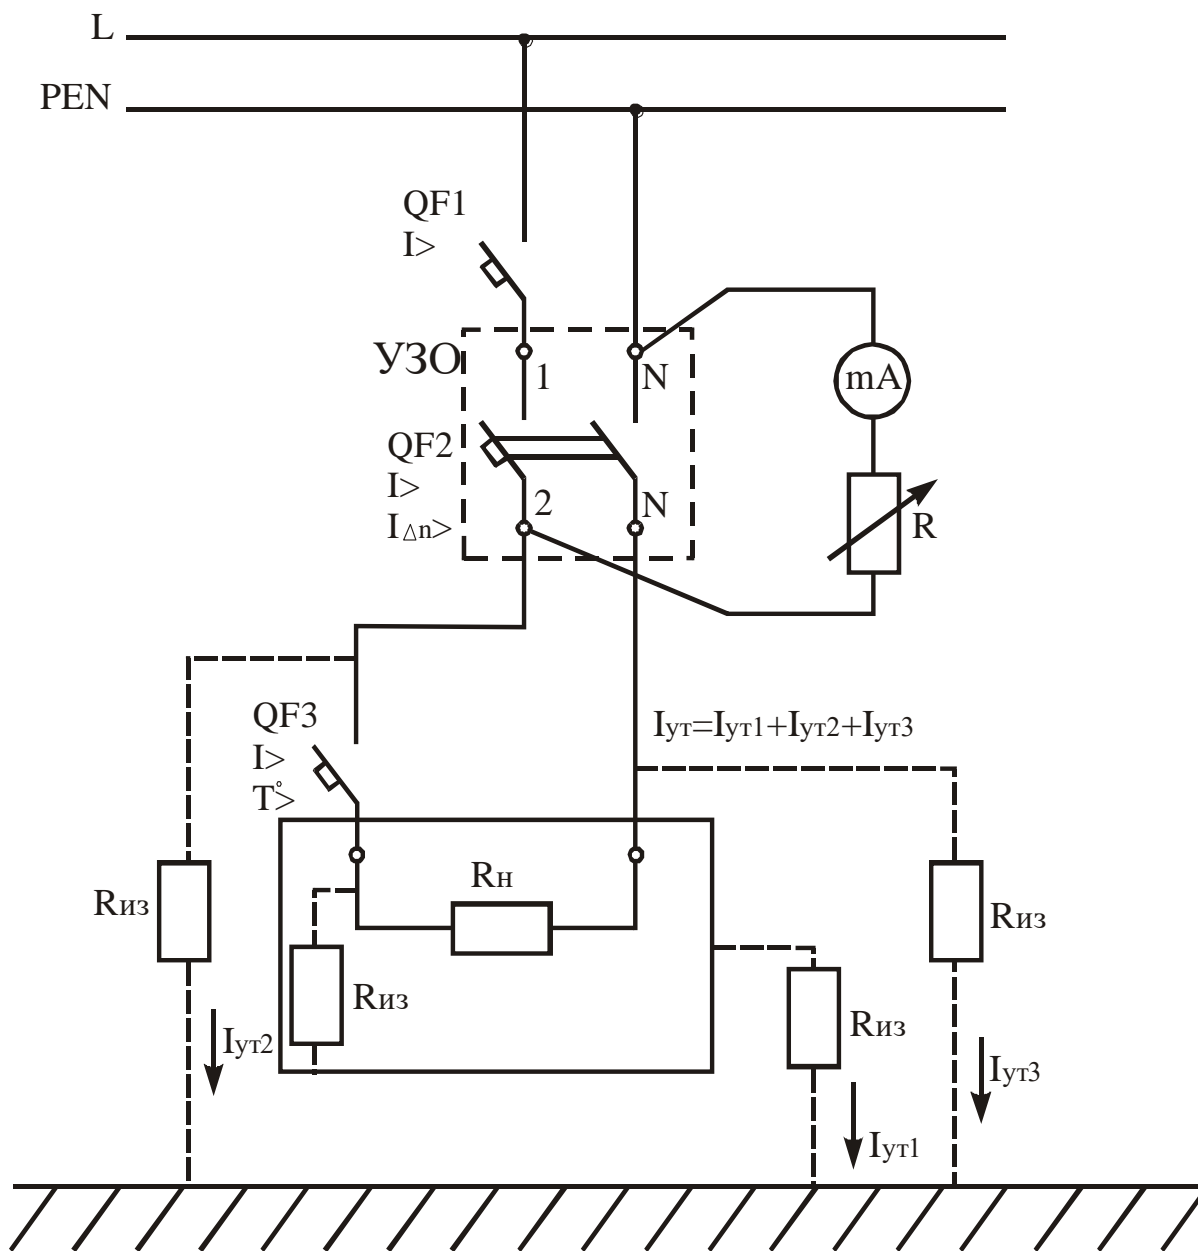 L
PEN
QF1
I>
УЗО
1
N
mA
QF2
I>
I△n>
2
N
R
QF3
I>
T°>
Iут=Iут1+Iут2+Iут3
Rн
Rиз
Rиз
Rиз
Rиз
Iут2
Iут3
Iут1